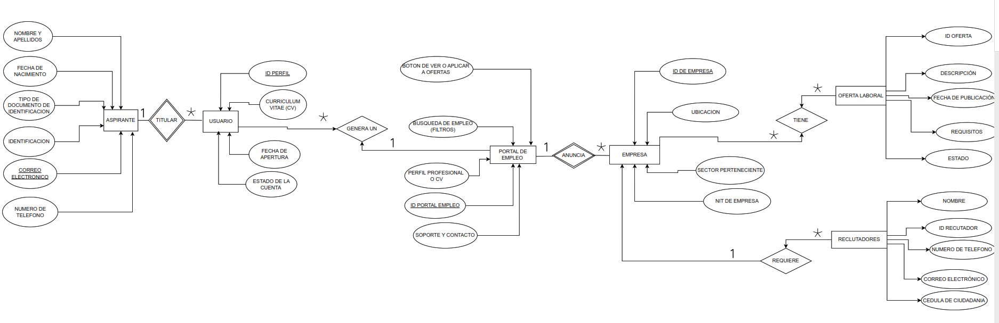 NOMBRE Y
APELLIDOS
FECHA DE
NACIMIENTO
TIPO DE
DOCUMENTO DE
IDENTIFICACION
IDENTIFICACION
CORREO
ELECTRONICO
NUMERO DE
TELEFONO
ASPIRANTE
1
TITULAR
*
USUARIO
ID PERFIL
CURRICULUM
VITAE (CV)
FECHA DE
APERTURA
ESTADO DE LA
CUENTA
*
GENERA UN
1
BOTON DE VER O APLICAR
A OFERTAS
BUSQUEDA DE EMPLEO
(FILTROS)
PORTAL DE
EMPLEO
PERFIL PROFESIONAL
O CV
ID PORTAL EMPLEO
SOPORTE Y CONTACTO
1
ANUNCIA
*
EMPRESA
ID DE EMPRESA
UBICACION
SECTOR PERTENECIENTE
NIT DE EMPRESA
*
TIENE
*
OFERTA LABORAL
ID OFERTA
DESCRIPCIÓN
FECHA DE PUBLICACIÓN
REQUISITOS
ESTADO
1
REQUIERE
*
RECLUTADORES
NOMBRE
ID RECUTADOR
NUMERO DE TELEFONO
CORREO ELECTRÓNICO
CEDULA DE CIUDADANIA